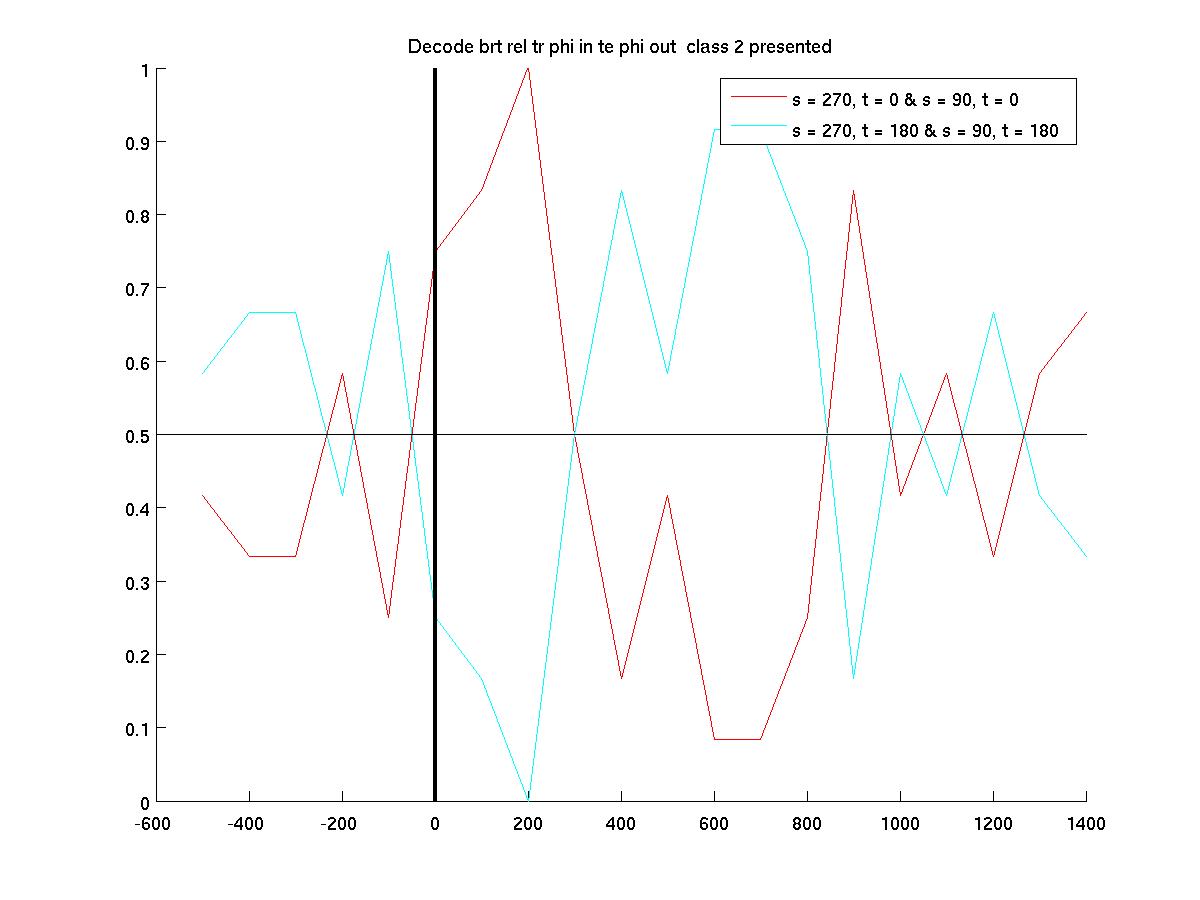 Decode brt rel tr phi in te phi out  class 2 presented
s = 270, t = 0 & s = 90, t = 0
s = 270, t = 180 & s = 90, t = 180
1
0.9
0.8
0.7
0.6
0.5
0.4
0.3
0.2
0.1
0
-600 -400 -200 0 200 400 600 800 1000 1200 1400